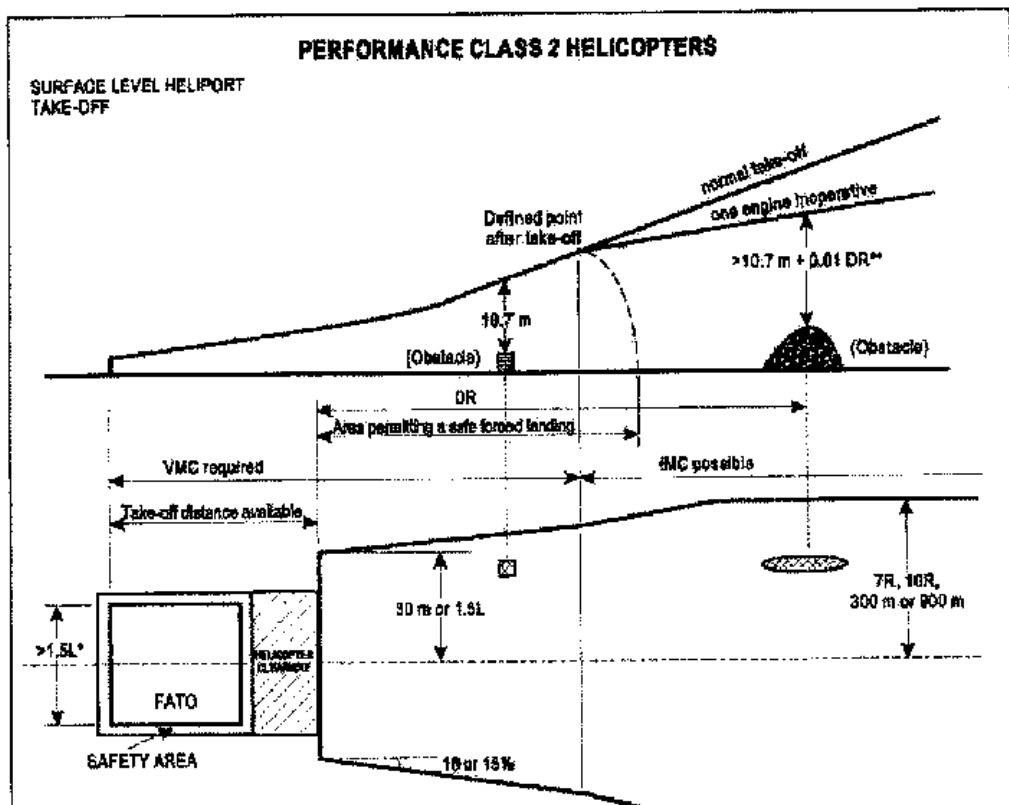 PERFORMANCE CLASS 2 HELICOPTERS
SURFACE LEVEL HELIPORT
TAKE-OFF
normal take-off
one engine inoperative
Defined point
after take-off
>10.7 m + 0.01 DR**
10.7 m
(Obstacle)
(Obstacle)
DR
Area permitting a safe forced landing
VMC required
IMC possible
Take-off distance available
30 m or 1.5L
7R, 10R,
300 m or 900 m
>1.5L*
HELICOPTER
CLEARWAY
FATO
SAFETY AREA
10 or 15%